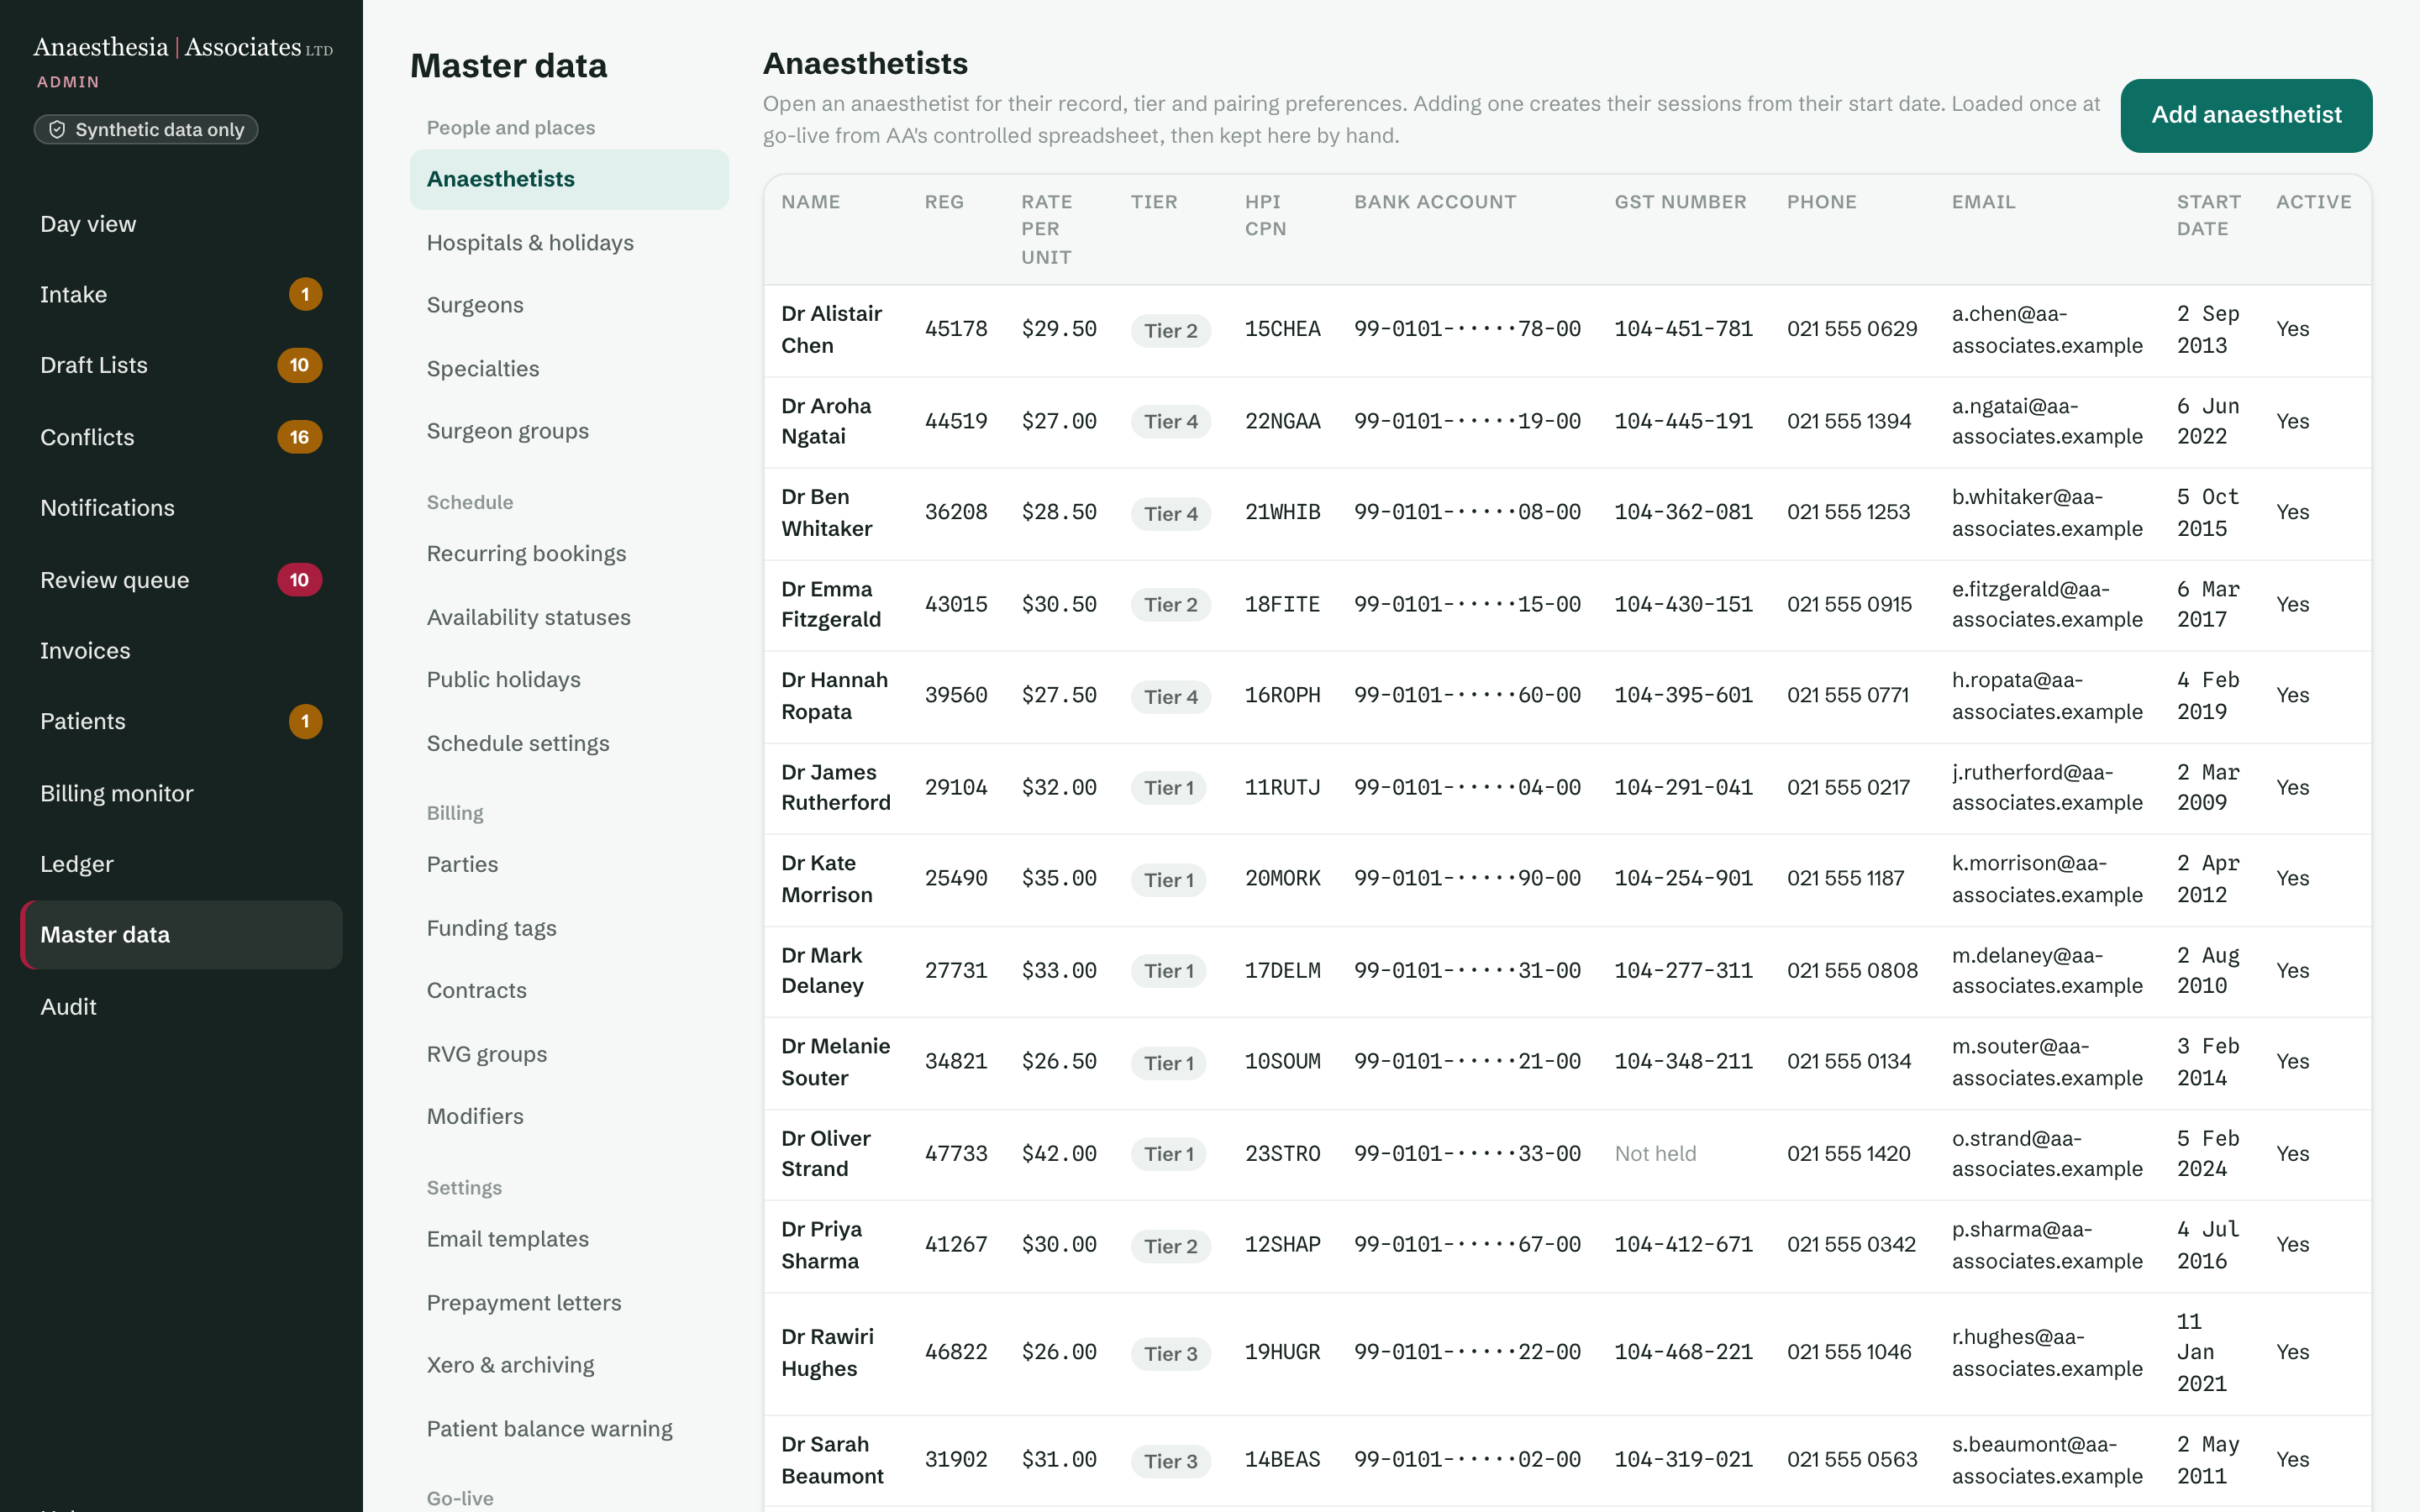 Anaesthesia | Associates LTD
ADMIN
Synthetic data only
Day view
Intake 1
Draft Lists 10
Conflicts 16
Notifications
Review queue 10
Invoices
Patients 1
Billing monitor
Ledger
Master data
Audit
Master data
People and places
Anaesthetists
Hospitals & holidays
Surgeons
Specialties
Surgeon groups
Schedule
Recurring bookings
Availability statuses
Public holidays
Schedule settings
Billing
Parties
Funding tags
Contracts
RVG groups
Modifiers
Settings
Email templates
Prepayment letters
Xero & archiving
Patient balance warning
Go-live
Anaesthetists
Open an anaesthetist for their record, tier and pairing preferences. Adding one creates their sessions from their start date. Loaded once at
go-live from AA's controlled spreadsheet, then kept here by hand.
Add anaesthetist
NAME REG RATE PER UNIT TIER HPI CPN BANK ACCOUNT GST NUMBER PHONE EMAIL START DATE ACTIVE
Dr Alistair Chen 45178 $29.50 Tier 2 15CHEA 99-0101-·····78-00 104-451-781 021 555 0629 a.chen@aa-associates.example 2 Sep 2013 Yes
Dr Aroha Ngatai 44519 $27.00 Tier 4 22NGAA 99-0101-·····19-00 104-445-191 021 555 1394 a.ngatai@aa-associates.example 6 Jun 2022 Yes
Dr Ben Whitaker 36208 $28.50 Tier 4 21WHIB 99-0101-·····08-00 104-362-081 021 555 1253 b.whitaker@aa-associates.example 5 Oct 2015 Yes
Dr Emma Fitzgerald 43015 $30.50 Tier 2 18FITE 99-0101-·····15-00 104-430-151 021 555 0915 e.fitzgerald@aa-associates.example 6 Mar 2017 Yes
Dr Hannah Ropata 39560 $27.50 Tier 4 16ROPH 99-0101-·····60-00 104-395-601 021 555 0771 h.ropata@aa-associates.example 4 Feb 2019 Yes
Dr James Rutherford 29104 $32.00 Tier 1 11RUTJ 99-0101-·····04-00 104-291-041 021 555 0217 j.rutherford@aa-associates.example 2 Mar 2009 Yes
Dr Kate Morrison 25490 $35.00 Tier 1 20MORK 99-0101-·····90-00 104-254-901 021 555 1187 k.morrison@aa-associates.example 2 Apr 2012 Yes
Dr Mark Delaney 27731 $33.00 Tier 1 17DELM 99-0101-·····31-00 104-277-311 021 555 0808 m.delaney@aa-associates.example 2 Aug 2010 Yes
Dr Melanie Souter 34821 $26.50 Tier 1 10SOUM 99-0101-·····21-00 104-348-211 021 555 0134 m.souter@aa-associates.example 3 Feb 2014 Yes
Dr Oliver Strand 47733 $42.00 Tier 1 23STRO 99-0101-·····33-00 Not held 021 555 1420 o.strand@aa-associates.example 5 Feb 2024 Yes
Dr Priya Sharma 41267 $30.00 Tier 2 12SHAP 99-0101-·····67-00 104-412-671 021 555 0342 p.sharma@aa-associates.example 4 Jul 2016 Yes
Dr Rawiri Hughes 46822 $26.00 Tier 3 19HUGR 99-0101-·····22-00 104-468-221 021 555 1046 r.hughes@aa-associates.example 11 Jan 2021 Yes
Dr Sarah Beaumont 31902 $31.00 Tier 3 14BEAS 99-0101-·····02-00 104-319-021 021 555 0563 s.beaumont@aa-associates.example 2 May 2011 Yes